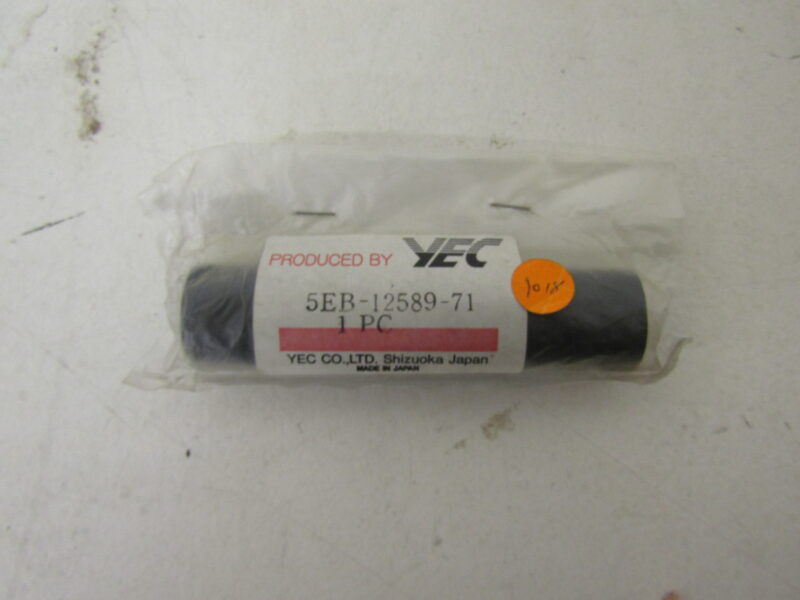 PRODUCED BY YEC
5EB-12589-71
1 PC
YEC CO.,LTD. Shizuoka Japan
MADE IN JAPAN